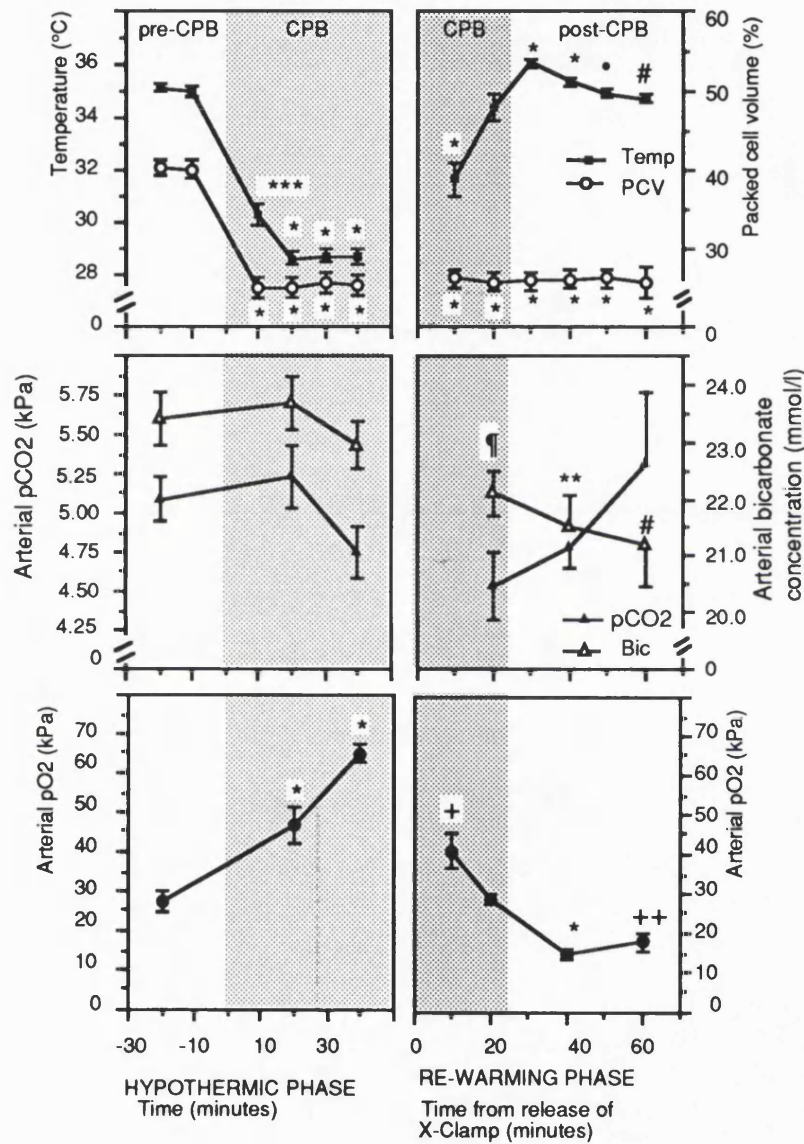 pre-CPB CPB
CPB post-CPB
Temperature (°C)
36
34
32
30
28
0
***
* * *
* * * *
60
50
40
30
0
Packed cell volume (%)
* * * • #
*
Temp
PCV
* * * * * *
Arterial pCO2 (kPa)
5.75
5.50
5.25
5.00
4.75
4.50
4.25
0
24.0
23.0
22.0
21.0
20.0
0
Arterial bicarbonate
concentration (mmol/l)
¶
**
#
pCO2
Bic
Arterial pO2 (kPa)
70
60
50
40
30
20
10
0
*
*
70
60
50
40
30
20
10
0
Arterial pO2 (kPa)
+
*
++
-30 -10 10 30
0 20 40 60
HYPOTHERMIC PHASE
Time (minutes)
RE-WARMING PHASE
Time from release of
X-Clamp (minutes)